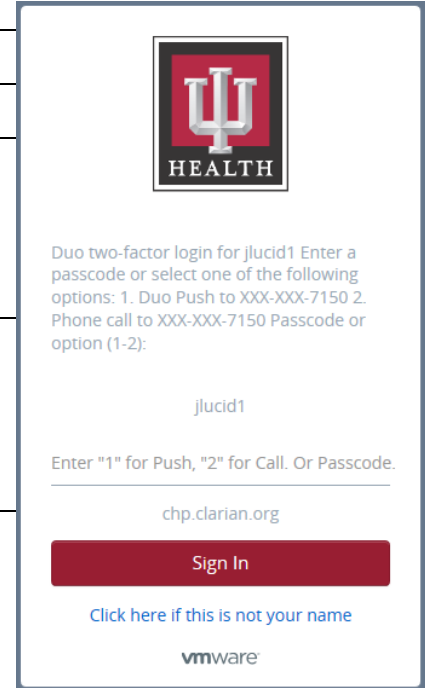 HEALTH
Duo two-factor login for jlucid1 Enter a
passcode or select one of the following
options: 1. Duo Push to XXX-XXX-7150 2.
Phone call to XXX-XXX-7150 Passcode or
option (1-2):
jlucid1
Enter "1" for Push, "2" for Call. Or Passcode.
chp.clarian.org
Sign In
Click here if this is not your name
vmware